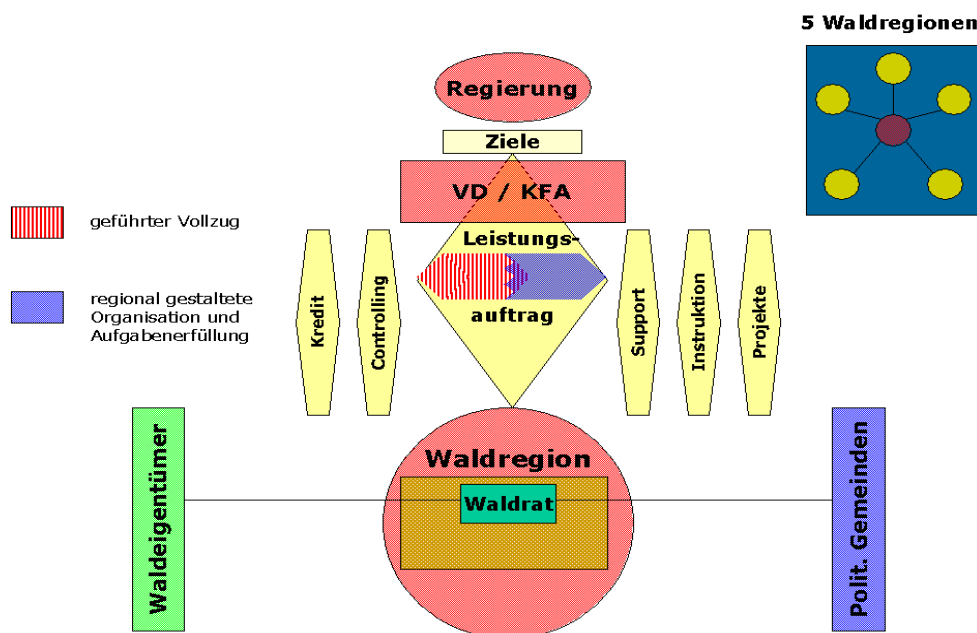 5 Waldregionen
Regierung
Ziele
VD / KFA
geführter Vollzug
regional gestaltete
Organisation und
Aufgabenerfüllung
Kredit
Controlling
Leistungs-
auftrag
Support
Instruktion
Projekte
Waldeigentümer
Waldregion
Waldrat
Polit. Gemeinden